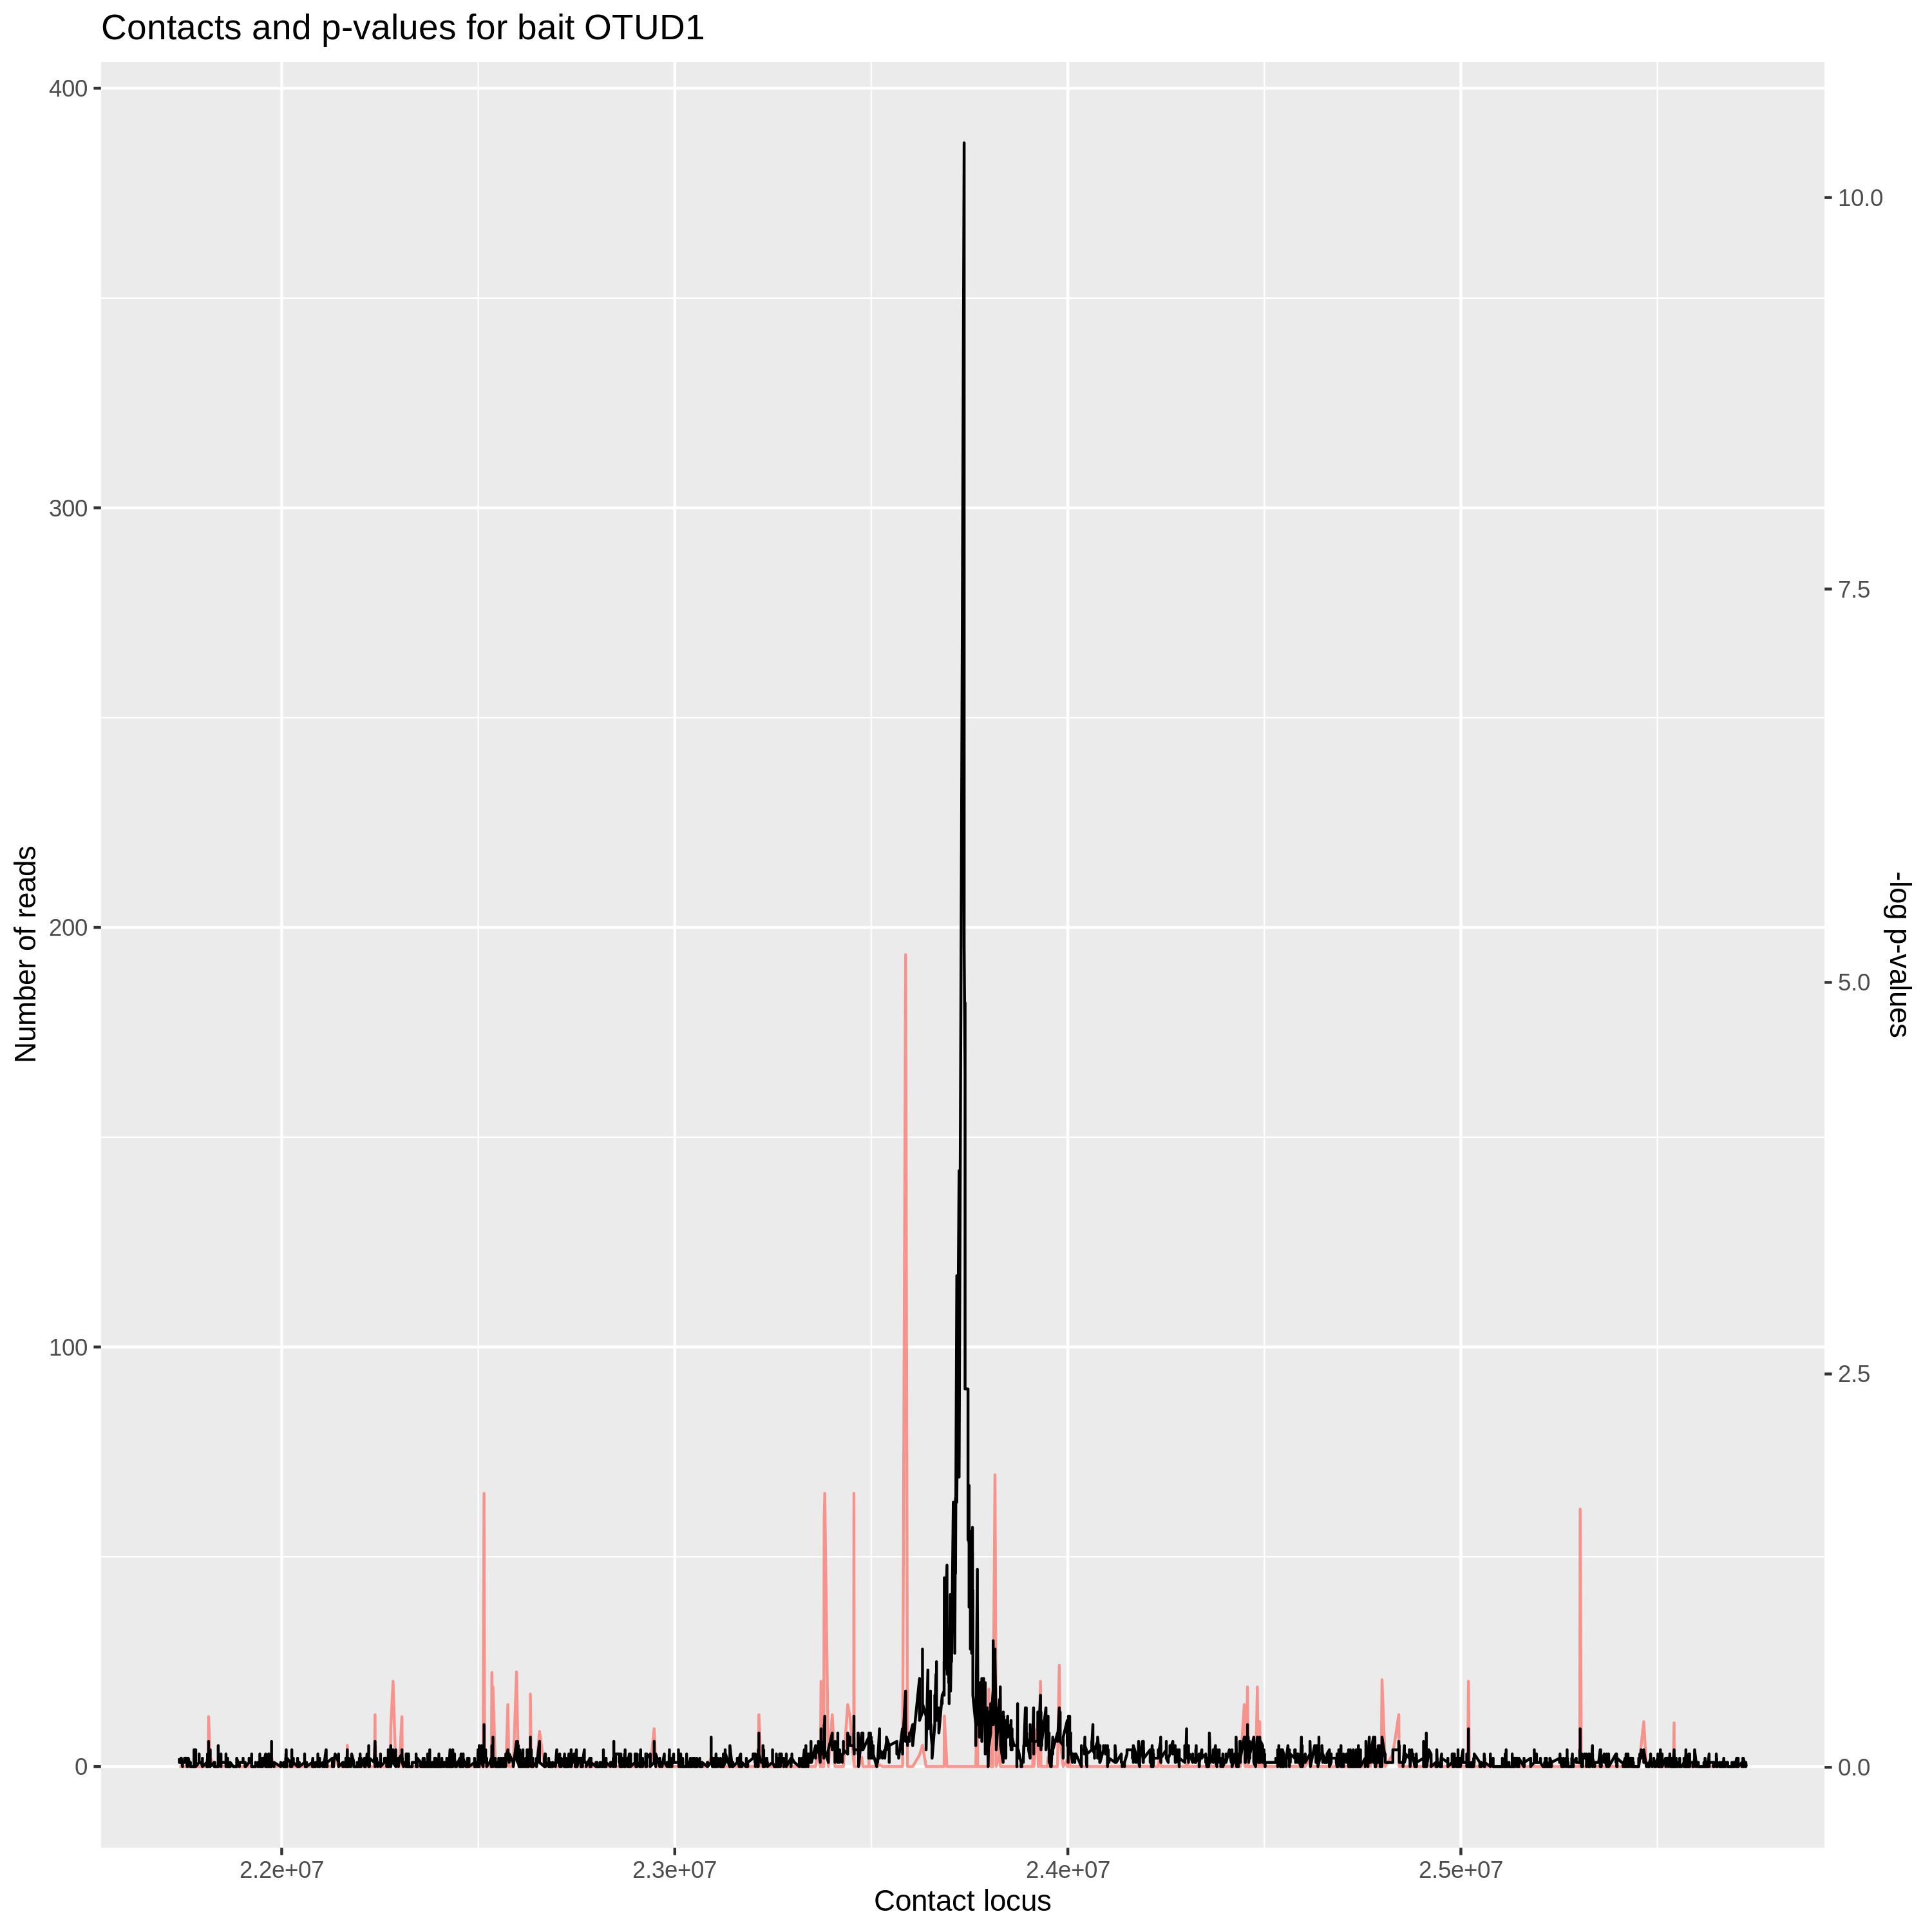 Contacts and p-values for bait OTUD1
400
300
200
100
0
Number of reads
10.0
7.5
5.0
2.5
0.0
-log p-values
2.2e+07
2.3e+07
2.4e+07
2.5e+07
Contact locus